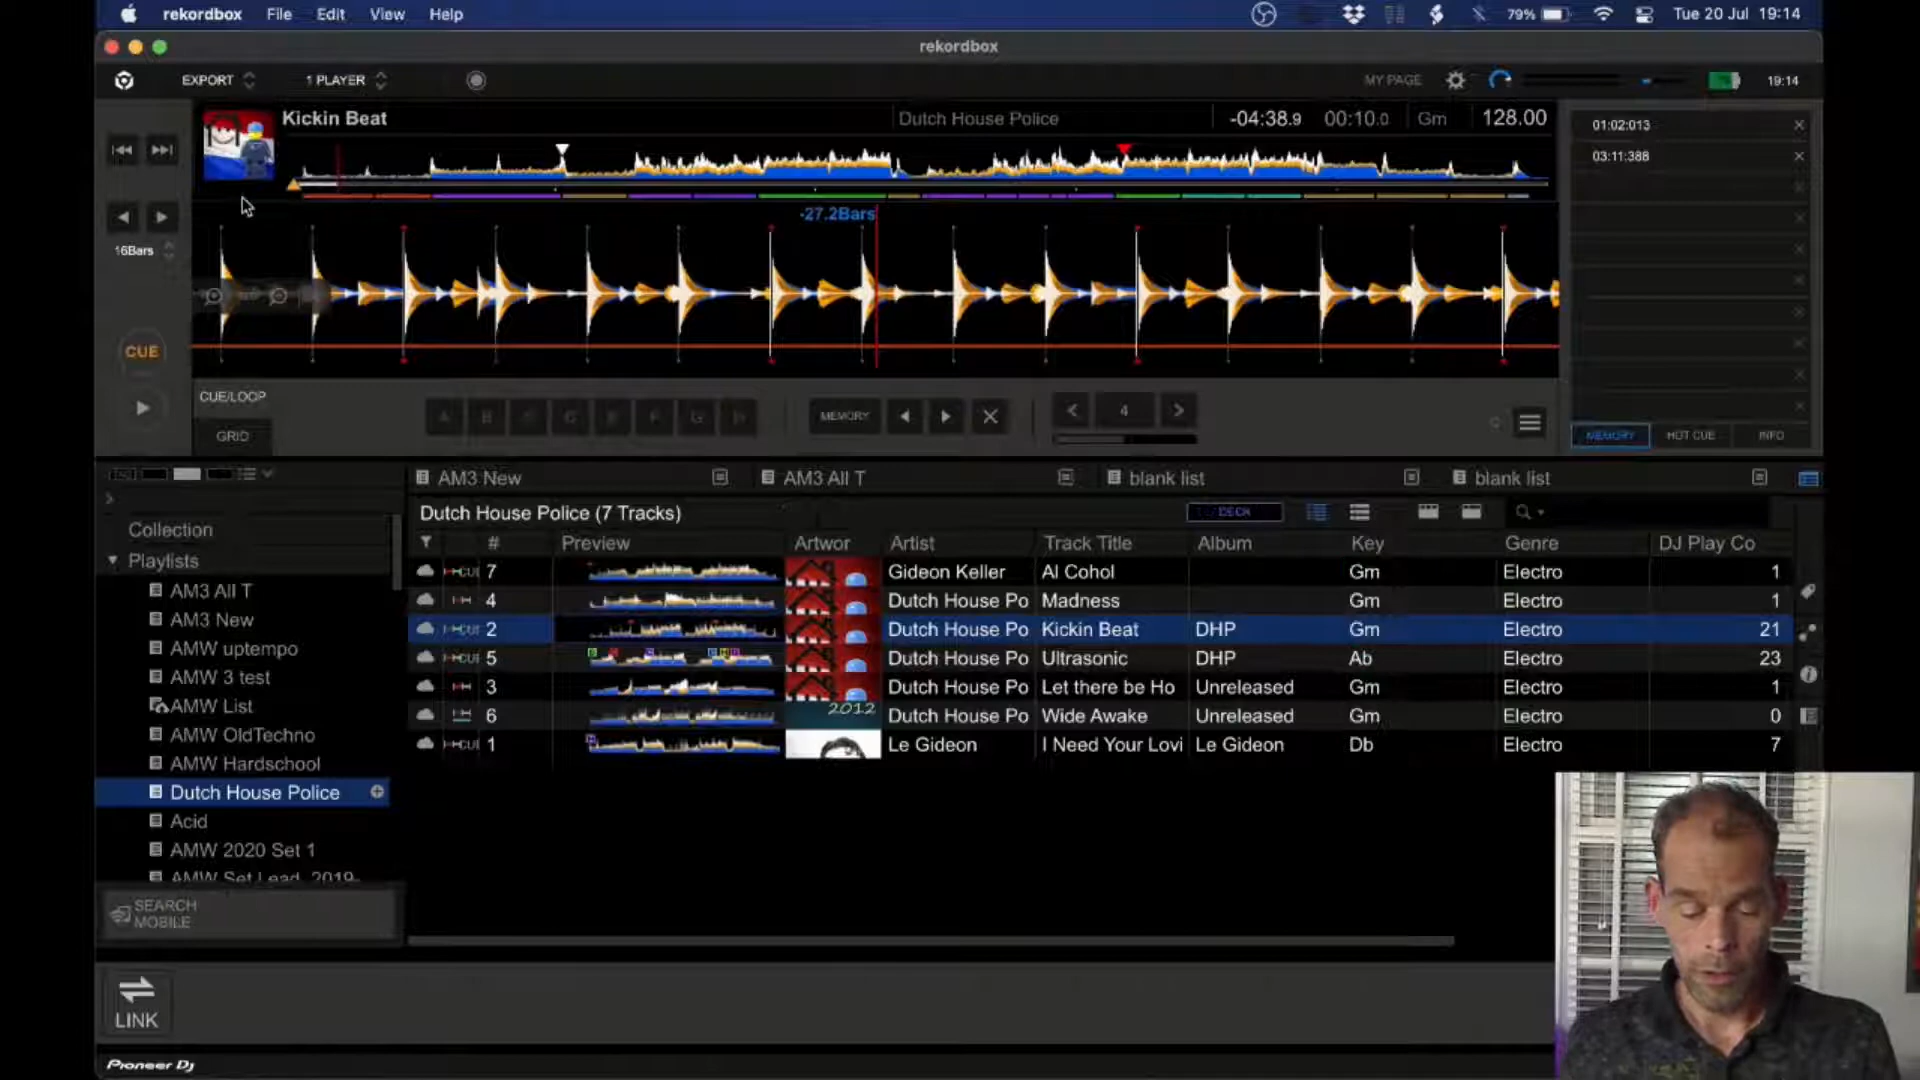 rekordbox File Edit View Help 79% Tue 20 Jul 19:14
rekordbox
EXPORT 1 PLAYER MY PAGE 19:14
Kickin Beat Dutch House Police -04:38.9 00:10.0 Gm 128.00
01:02:013
03:11:388
-27.2Bars
16Bars
CUE
CUE/LOOP
GRID
MEMORY 4
MEMORY HOT CUE INFO
AM3 New AM3 All T blank list blank list
Dutch House Police (7 Tracks) DECK
# Preview Artwor Artist Track Title Album Key Genre DJ Play Co
7 Gideon Keller Al Cohol Gm Electro 1
4 Dutch House Po Madness Gm Electro 1
2 Dutch House Po Kickin Beat DHP Gm Electro 21
5 Dutch House Po Ultrasonic DHP Ab Electro 23
3 Dutch House Po Let there be Ho Unreleased Gm Electro 1
2012
6 Dutch House Po Wide Awake Unreleased Gm Electro 0
1 Le Gideon I Need Your Lovi Le Gideon Db Electro 7
Collection
Playlists
AM3 All T
AM3 New
AMW uptempo
AMW 3 test
AMW List
AMW OldTechno
AMW Hardschool
Dutch House Police
Acid
AMW 2020 Set 1
AMW Set Lead 2019
SEARCH
MOBILE
LINK
Pioneer Dj